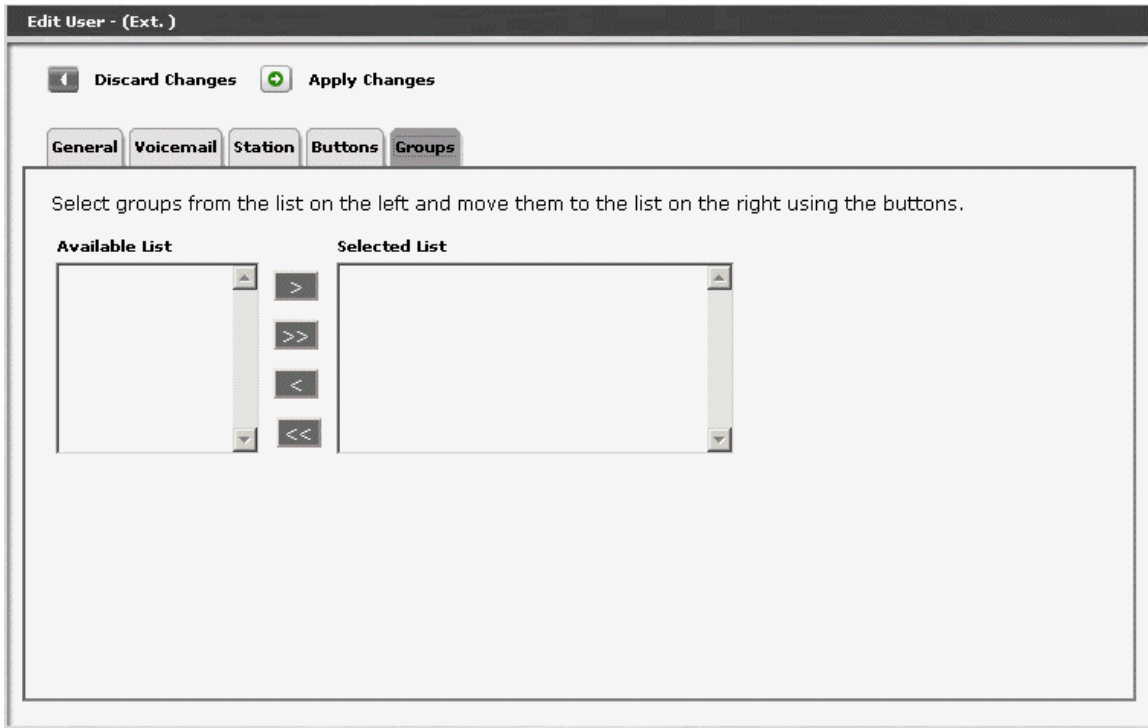 Edit User - (Ext. )
Discard Changes Apply Changes
General Voicemail Station Buttons Groups
Select groups from the list on the left and move them to the list on the right using the buttons.
Available List Selected List
>
>>
<
<<